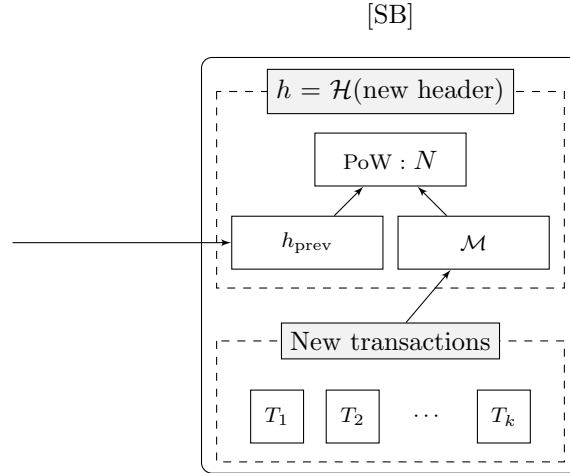 [SB]
h = ℋ(new header)
PoW : N
h_prev
ℳ
New transactions
T_1 T_2 ⋯ T_k